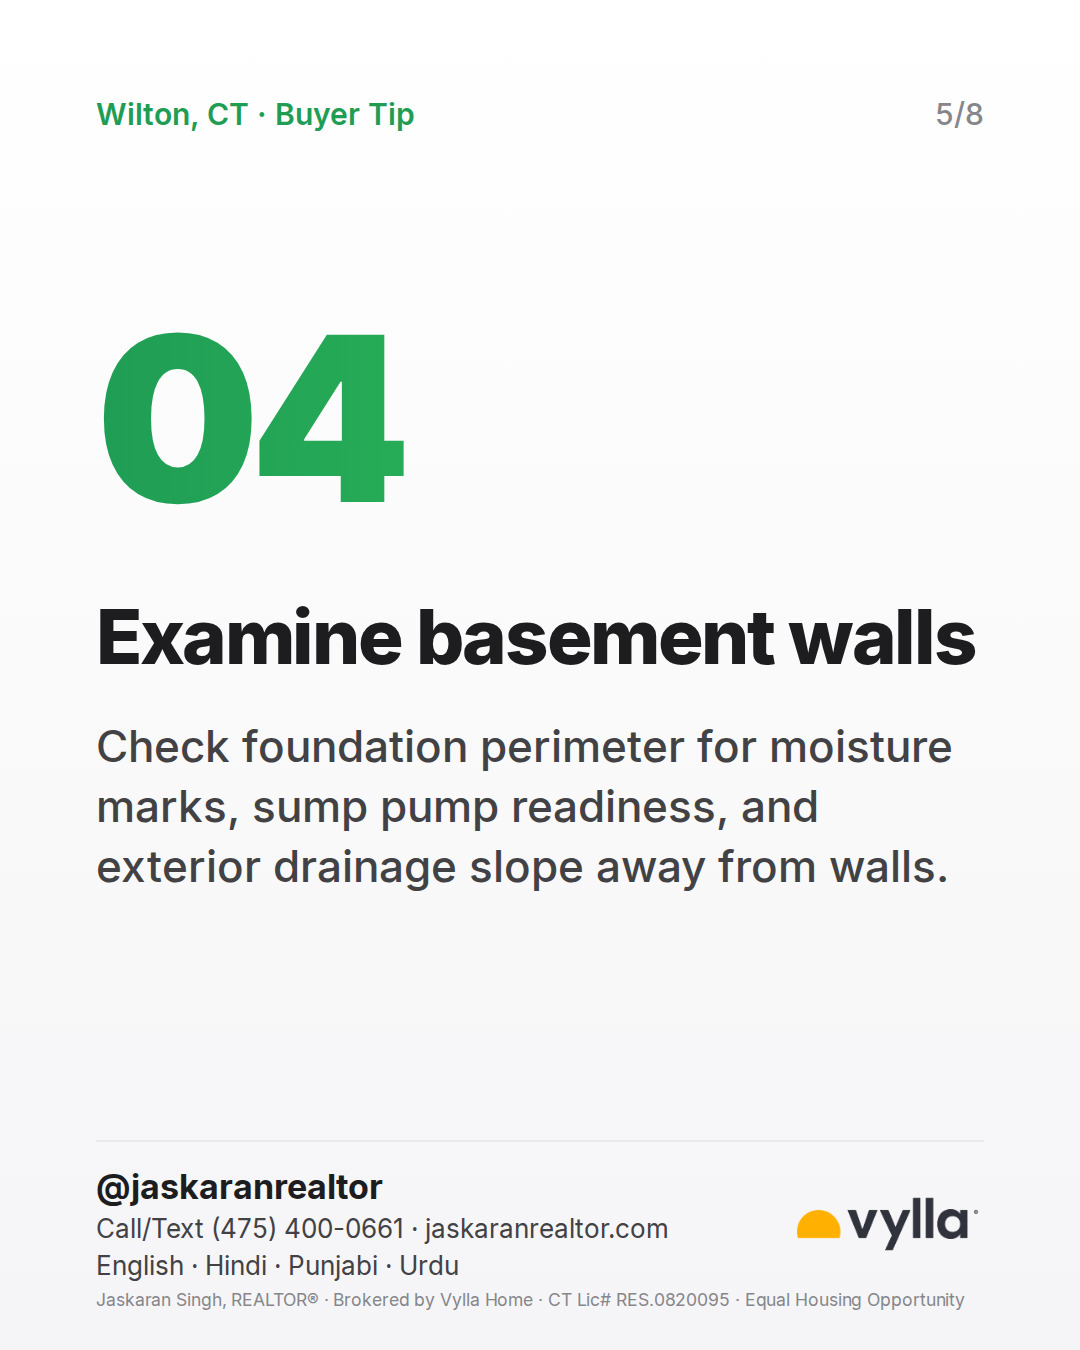 Wilton, CT · Buyer Tip
5/8
04
Examine basement walls
Check foundation perimeter for moisture
marks, sump pump readiness, and
exterior drainage slope away from walls.
@jaskaranrealtor
Call/Text (475) 400-0661 · jaskaranrealtor.com
English · Hindi · Punjabi · Urdu
vylla
Jaskaran Singh, REALTOR® · Brokered by Vylla Home · CT Lic# RES.0820095 · Equal Housing Opportunity